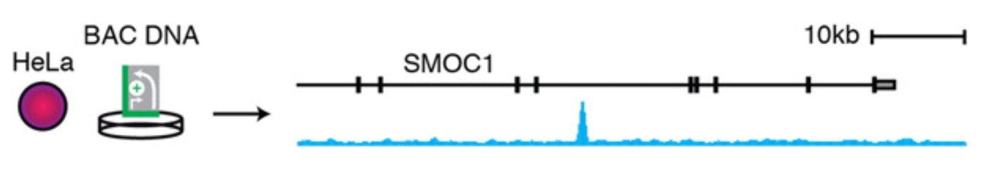 BAC DNA
HeLa
SMOC1
10kb